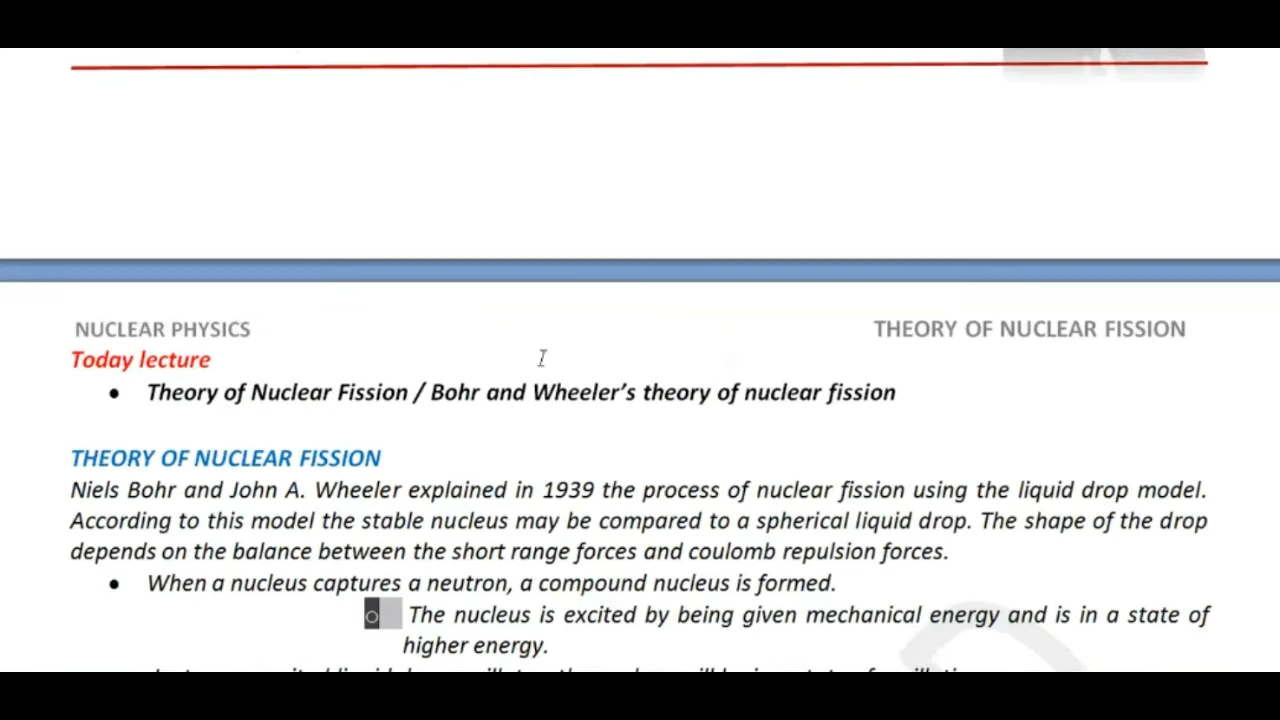 NUCLEAR PHYSICS THEORY OF NUCLEAR FISSION
Today lecture
• Theory of Nuclear Fission / Bohr and Wheeler's theory of nuclear fission
THEORY OF NUCLEAR FISSION
Niels Bohr and John A. Wheeler explained in 1939 the process of nuclear fission using the liquid drop model.
According to this model the stable nucleus may be compared to a spherical liquid drop. The shape of the drop
depends on the balance between the short range forces and coulomb repulsion forces.
• When a nucleus captures a neutron, a compound nucleus is formed.
o The nucleus is excited by being given mechanical energy and is in a state of
higher energy.